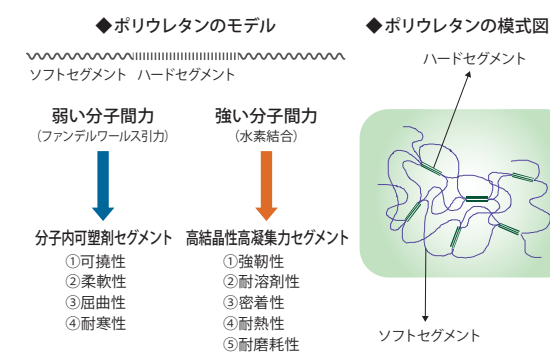 ◆ポリウレタンのモデル
ソフトセグメント ハードセグメント
弱い分子間力
(ファンデルワールス引力)
分子内可塑剤セグメント
①可撓性
②柔軟性
③屈曲性
④耐寒性
強い分子間力
(水素結合)
高結晶性高凝集力セグメント
①強靭性
②耐溶剤性
③密着性
④耐熱性
⑤耐磨耗性
◆ポリウレタンの模式図
ハードセグメント
ソフトセグメント